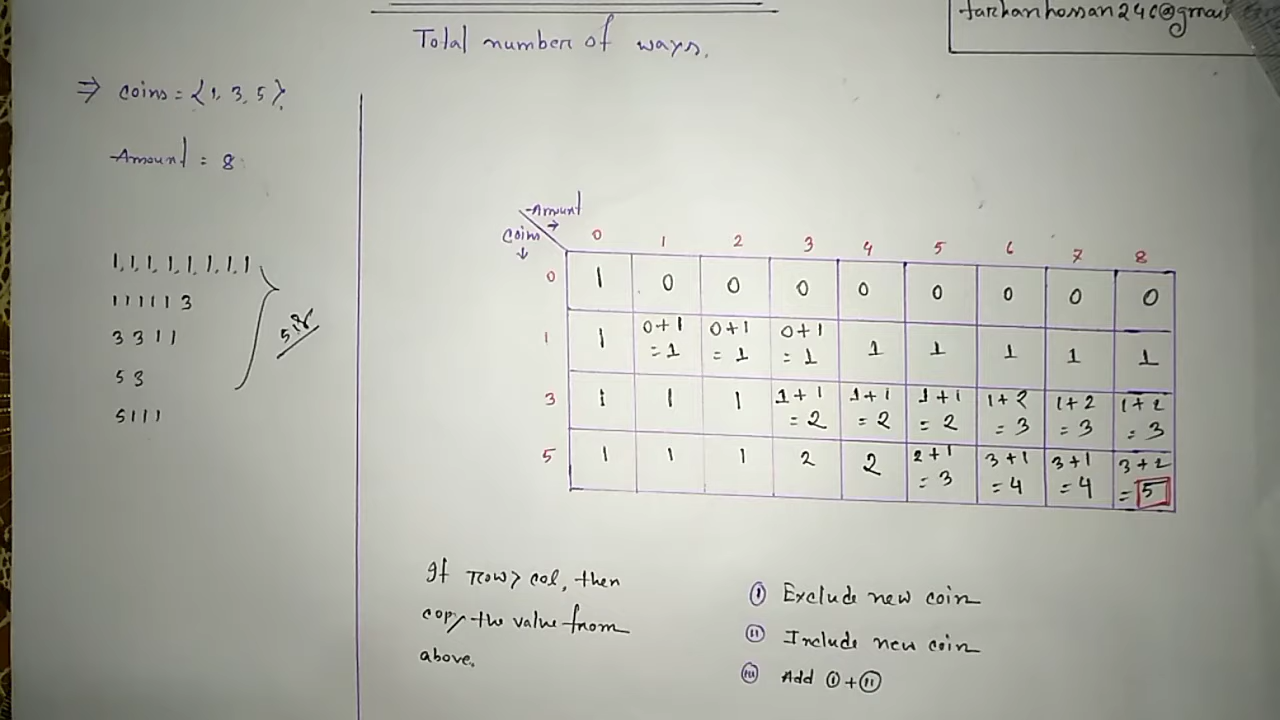 Total number of ways.
⇒ coins = {1, 3, 5}
Amount = 8
1,1,1,1,1,1,1,1
1 1 1 1 1 3
3 3 1 1
5 3
5 1 1 1
Amount →
Coins ↓
0 1 2 3 4 5 6 7 8
0 1 0 0 0 0 0 0 0 0
1 1 0+1 =1 0+1 =1 0+1 =1 1 1 1 1 1
3 1 1 1 1+1 =2 1+1 =2 1+1 =2 1+2 =3 1+2 =3 1+2 =3
5 1 1 1 2 2 2+1 =3 3+1 =4 3+1 =4 3+2 =5
If row > col, then
copy the value from
above.
(i) Exclude new coin
(ii) Include new coin
(iii) Add (i) + (ii)